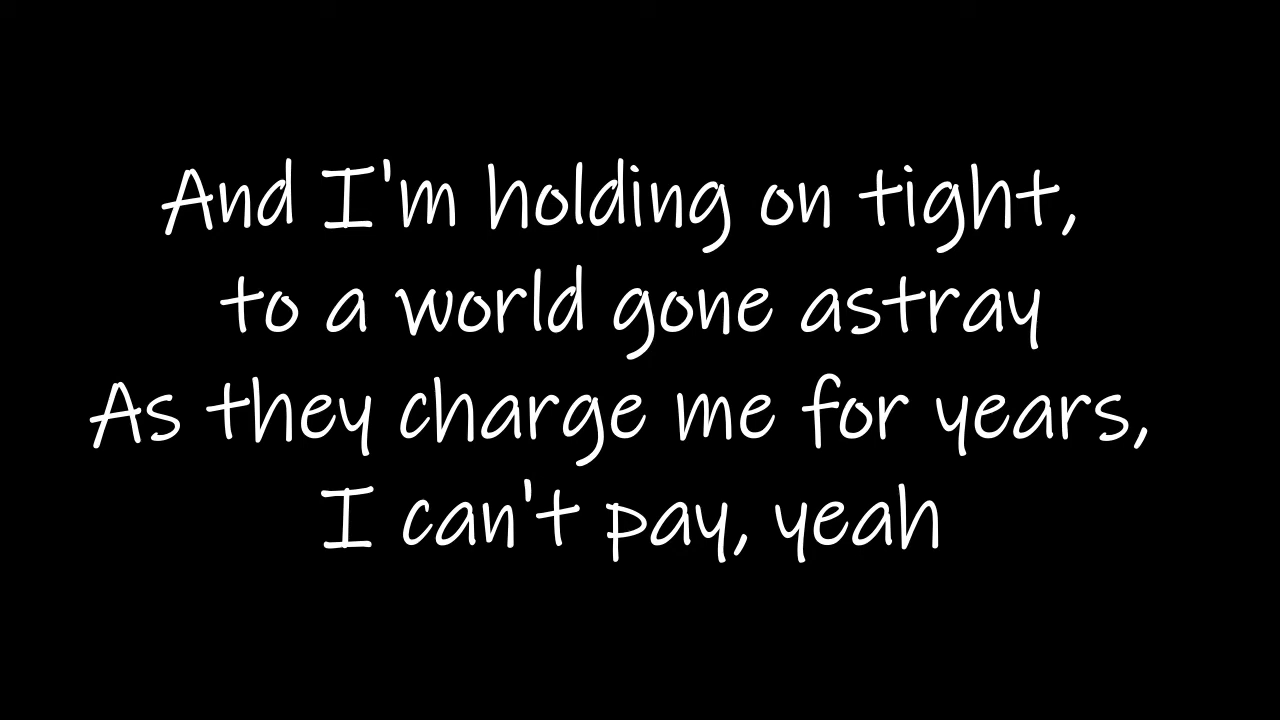 And I'm holding on tight,
to a world gone astray
As they charge me for years,
I can't pay, yeah